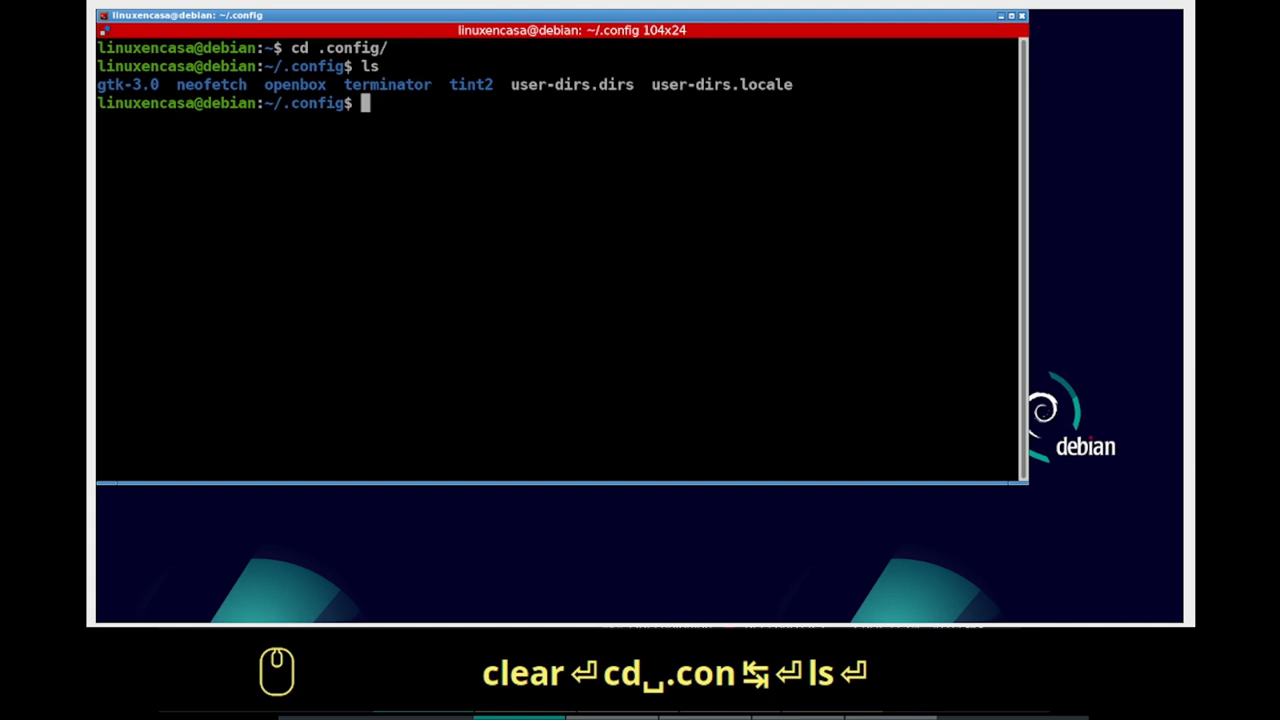 linuxencasa@debian: ~/.config
linuxencasa@debian: ~/.config 104x24
linuxencasa@debian:~$ cd .config/
linuxencasa@debian:~/.config$ ls
gtk-3.0 neofetch openbox terminator tint2 user-dirs.dirs user-dirs.locale
linuxencasa@debian:~/.config$
debian
clear⏎cd␣.con↹⏎ls⏎